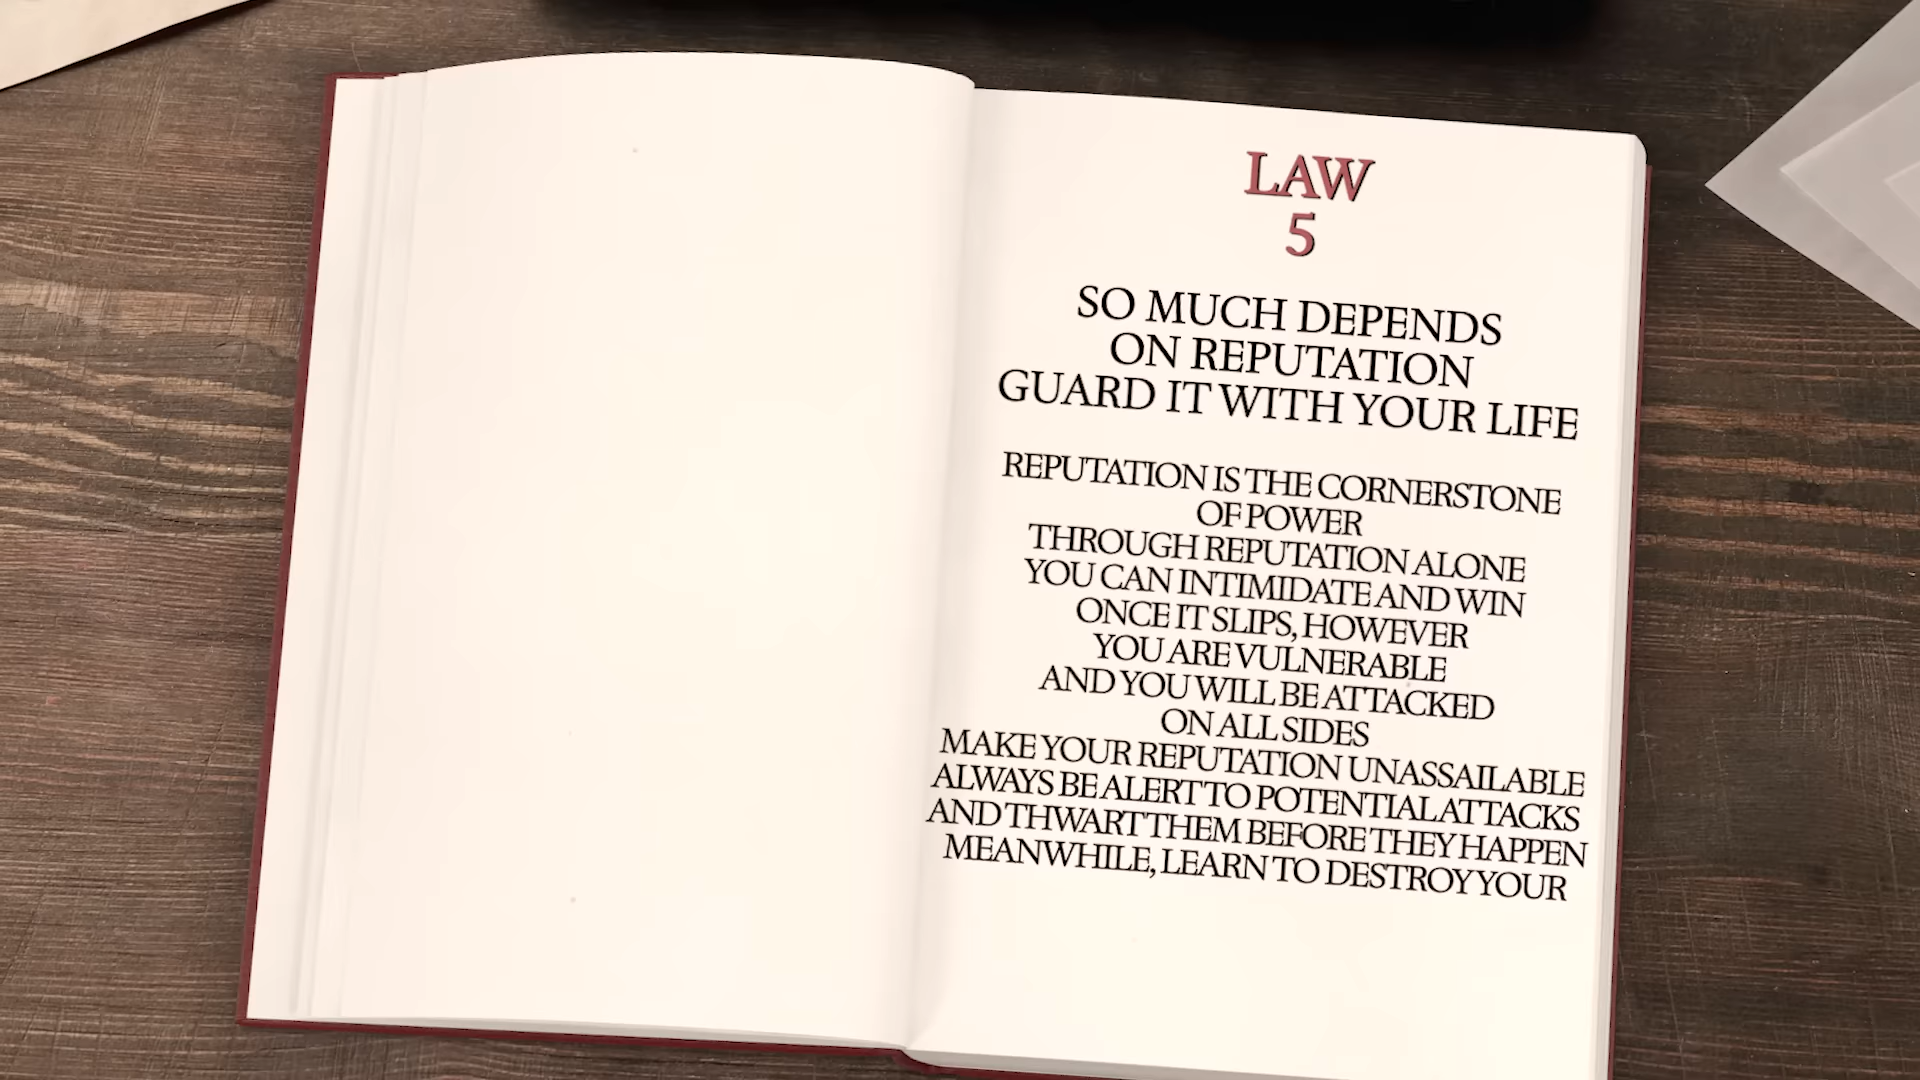 LAW
5
SO MUCH DEPENDS
ON REPUTATION
GUARD IT WITH YOUR LIFE
REPUTATION IS THE CORNERSTONE
OF POWER
THROUGH REPUTATION ALONE
YOU CAN INTIMIDATE AND WIN
ONCE IT SLIPS, HOWEVER
YOU ARE VULNERABLE
AND YOU WILL BE ATTACKED
ON ALL SIDES
MAKE YOUR REPUTATION UNASSAILABLE
ALWAYS BE ALERT TO POTENTIAL ATTACKS
AND THWART THEM BEFORE THEY HAPPEN
MEANWHILE, LEARN TO DESTROY YOUR